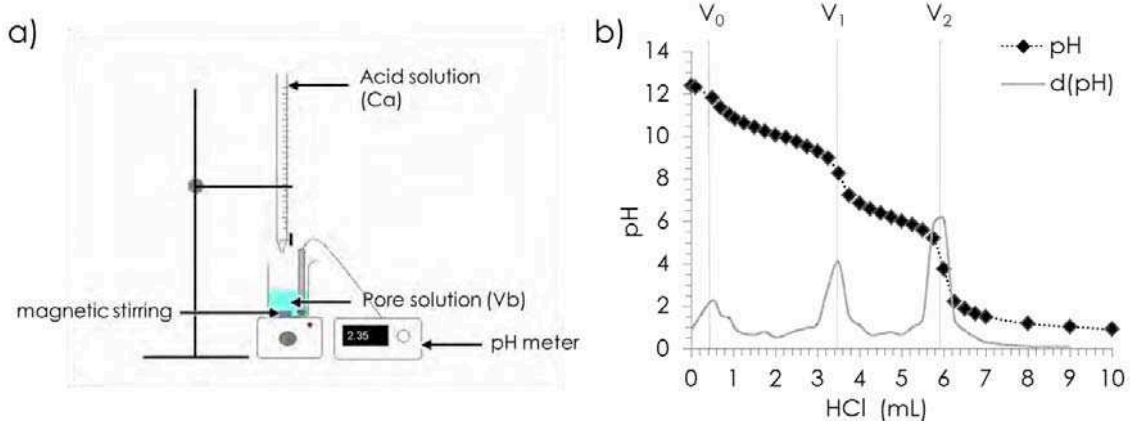 a)
Acid solution
(Ca)
magnetic stirring
Pore solution (Vb)
2.35
pH meter
b)
V0
V1
V2
pH
d(pH)
pH
14
12
10
8
6
4
2
0
0 1 2 3 4 5 6 7 8 9 10
HCl (mL)